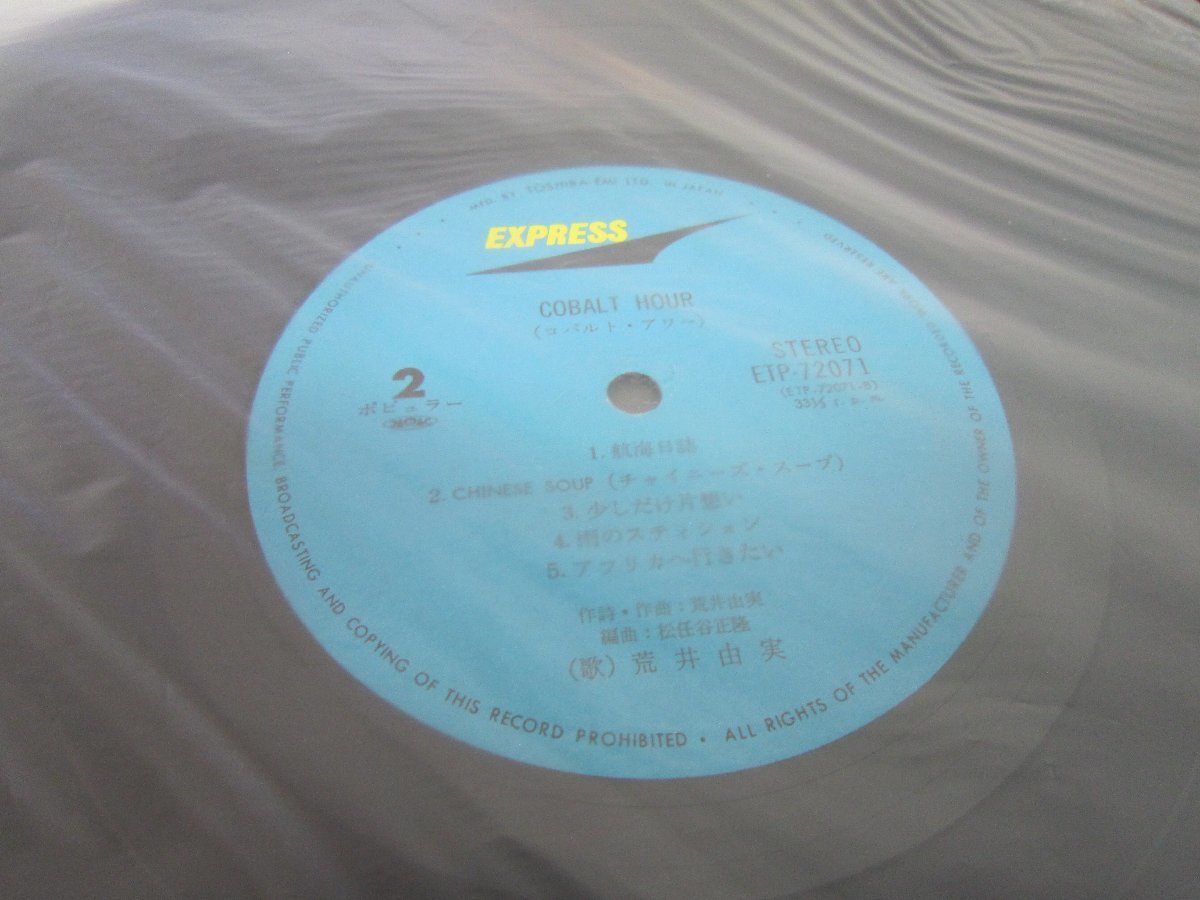 MFD. BY TOSHIBA-EMI LTD. IN JAPAN
EXPRESS
COBALT HOUR
(コバルト・アワー)
STEREO
ETP-72071
(ETP-72071-B)
33⅓ r.p.m.
2
ポピュラー
1. 航海日誌
2. CHINESE SOUP (チャイニーズ・スープ)
3. 少しだけ片想い
4. 雨のスティション
5. アフリカへ行きたい
作詩・作曲：荒井由実
編曲：松任谷正隆
(歌) 荒井由実
UNAUTHORIZED PUBLIC PERFORMANCE BROADCASTING AND COPYING OF THIS RECORD PROHIBITED • ALL RIGHTS OF THE MANUFACTURER AND OF THE OWNER OF THE RECORDED WORK ARE RESERVED